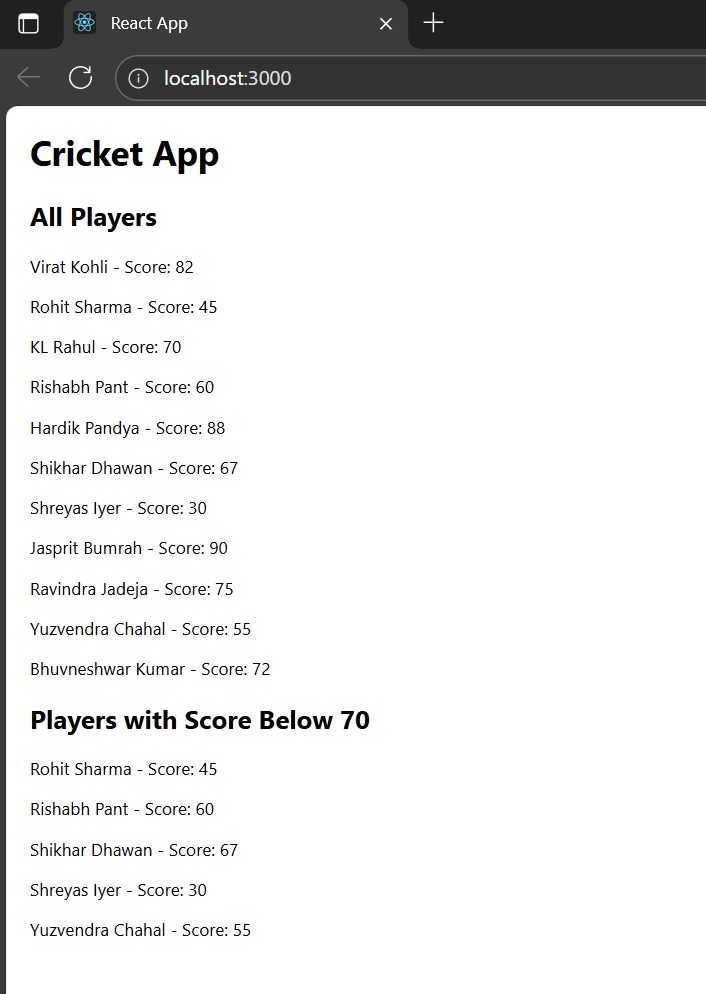 React App
localhost:3000
Cricket App
All Players
Virat Kohli - Score: 82
Rohit Sharma - Score: 45
KL Rahul - Score: 70
Rishabh Pant - Score: 60
Hardik Pandya - Score: 88
Shikhar Dhawan - Score: 67
Shreyas Iyer - Score: 30
Jasprit Bumrah - Score: 90
Ravindra Jadeja - Score: 75
Yuzvendra Chahal - Score: 55
Bhuvneshwar Kumar - Score: 72
Players with Score Below 70
Rohit Sharma - Score: 45
Rishabh Pant - Score: 60
Shikhar Dhawan - Score: 67
Shreyas Iyer - Score: 30
Yuzvendra Chahal - Score: 55